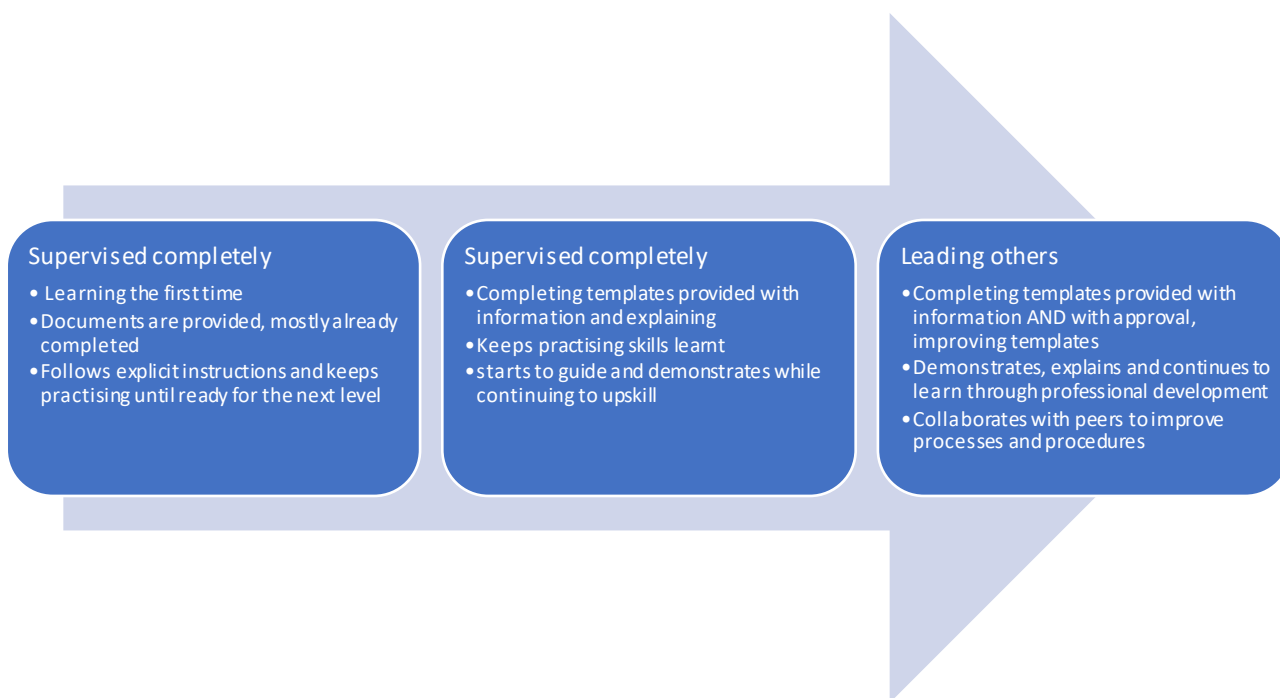 Supervised completely
• Learning the first time
• Documents are provided, mostly already
completed
• Follows explicit instructions and keeps
practising until ready for the next level
Supervised completely
• Completing templates provided with
information and explaining
• Keeps practising skills learnt
• starts to guide and demonstrates while
continuing to upskill
Leading others
• Completing templates provided with
information AND with approval,
improving templates
• Demonstrates, explains and continues to
learn through professional development
• Collaborates with peers to improve
processes and procedures